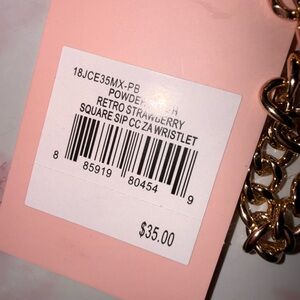 18JCE35MX-PB
POWDER
RETRO STRAWBERRY
SQUARE SIP CC ZA WRISTLET
8 85919 80454 9
$35.00